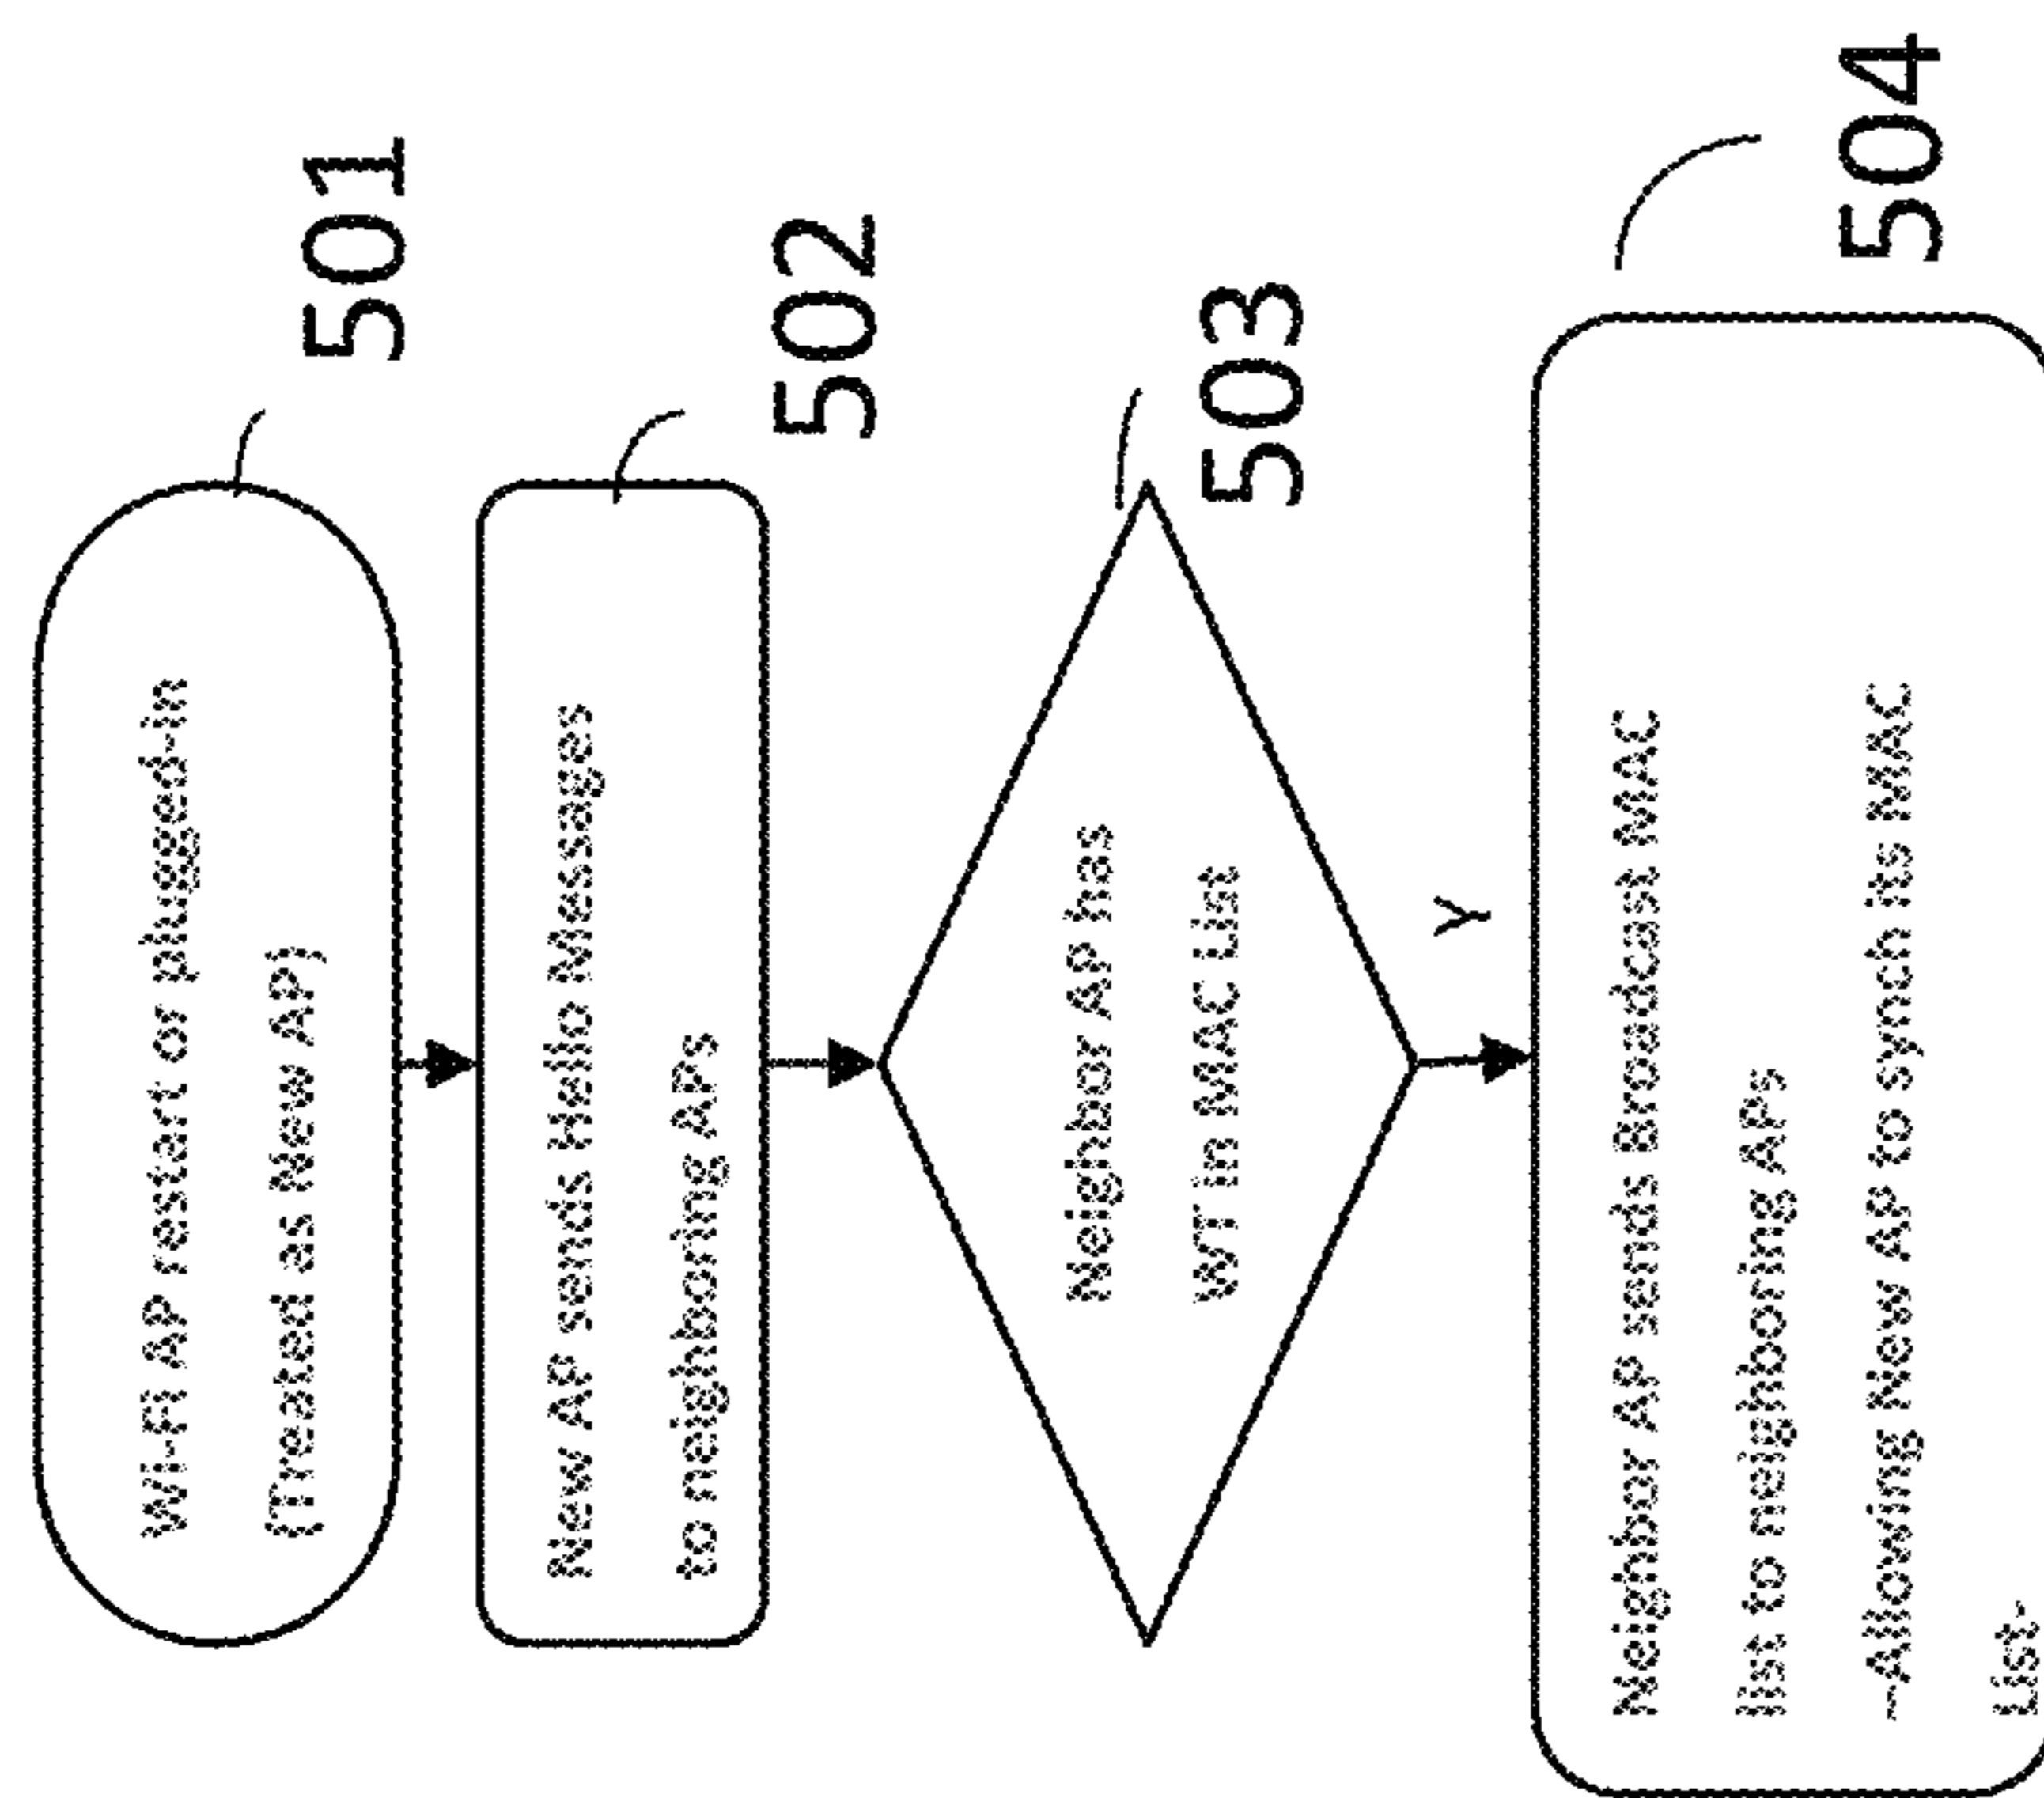 Wi-Fi AP restart or plugged-in
(Treated as New AP)
501
New AP sends Hello Messages
to neighboring APs
502
Neighbor AP has
WT in MAC List
503
Y
Neighbor AP sends Broadcast MAC
list to neighboring APs
~Allowing New AP to synch its MAC
List~
504